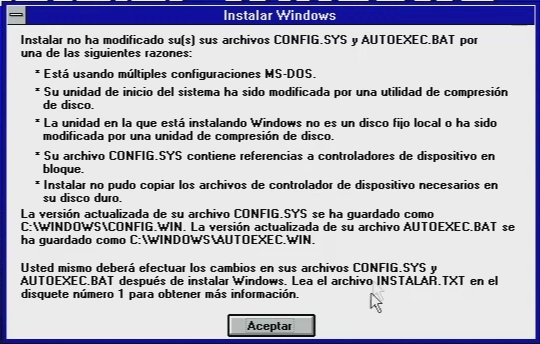 Instalar Windows
Instalar no ha modificado su(s) sus archivos CONFIG.SYS y AUTOEXEC.BAT por
una de las siguientes razones:
* Está usando múltiples configuraciones MS-DOS.
* Su unidad de inicio del sistema ha sido modificada por una utilidad de compresión
de disco.
* La unidad en la que está instalando Windows no es un disco fijo local o ha sido
modificada por una unidad de compresión de disco.
* Su archivo CONFIG.SYS contiene referencias a controladores de dispositivo en
bloque.
* Instalar no pudo copiar los archivos de controlador de dispositivo necesarios en
su disco duro.
La versión actualizada de su archivo CONFIG.SYS se ha guardado como
C:\WINDOWS\CONFIG.WIN. La versión actualizada de su archivo AUTOEXEC.BAT se
ha guardado como C:\WINDOWS\AUTOEXEC.WIN.
Usted mismo deberá efectuar los cambios en sus archivos CONFIG.SYS y
AUTOEXEC.BAT después de instalar Windows. Lea el archivo INSTALAR.TXT en el
disquete número 1 para obtener más información.
Aceptar